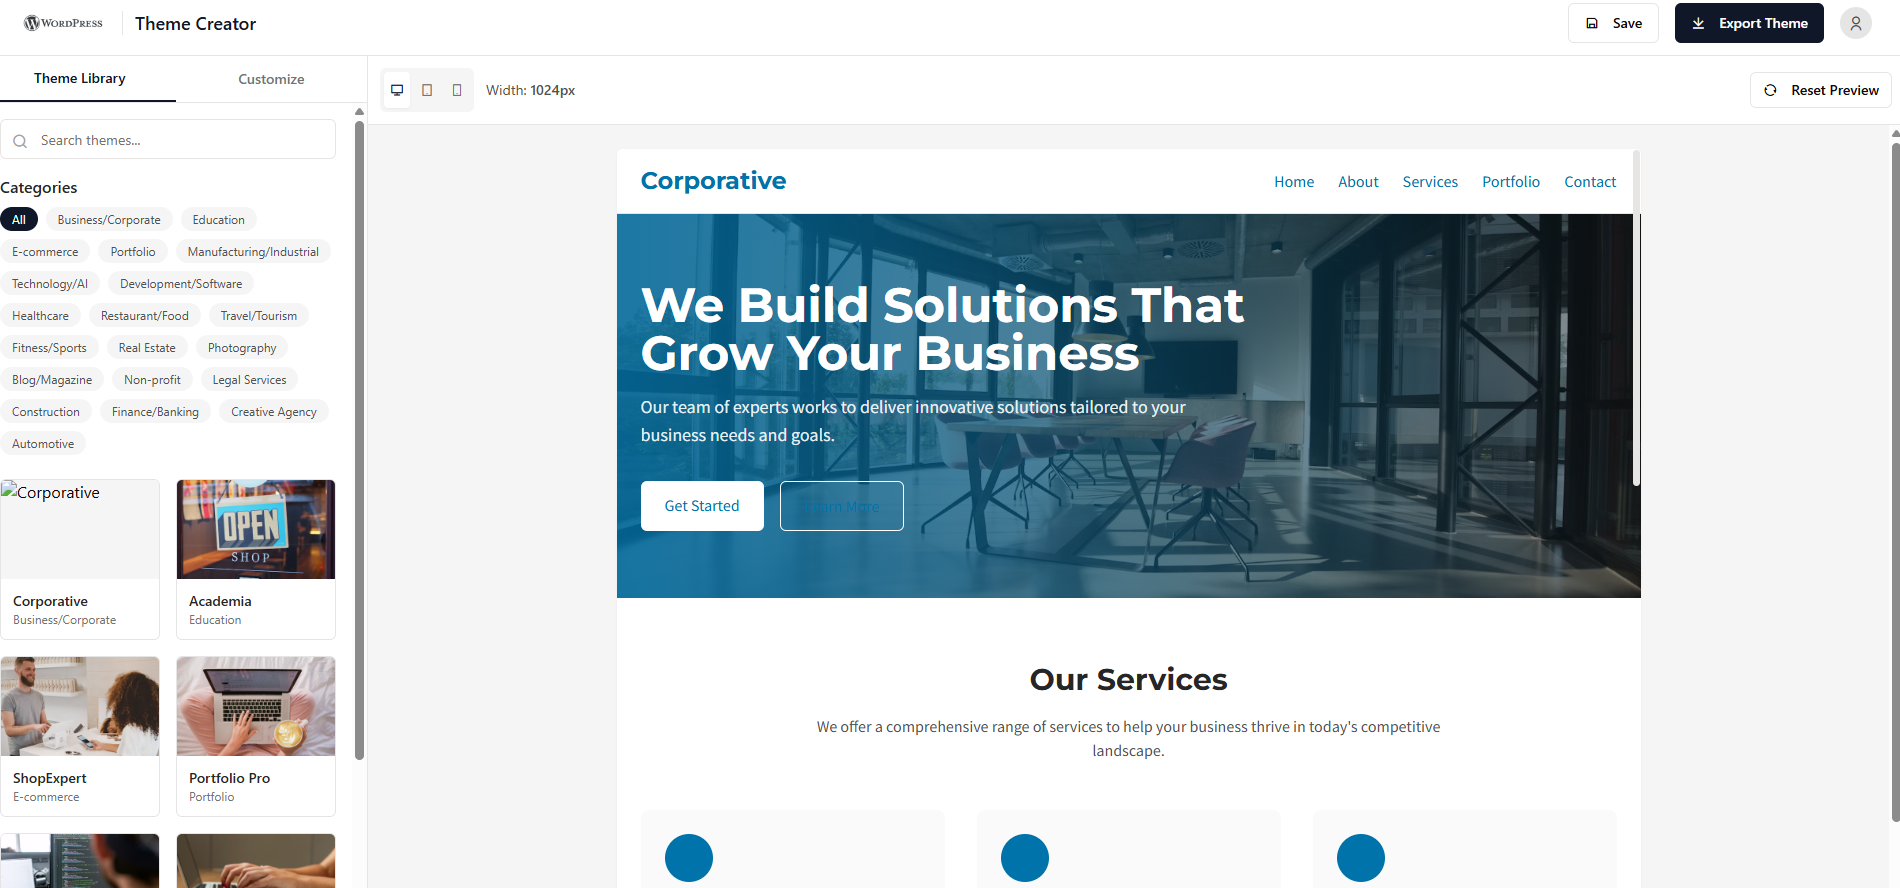 WORDPRESS
Theme Creator
Save
Export Theme
Theme Library
Customize
Width: 1024px
Reset Preview
Search themes...
Categories
All
Business/Corporate
Education
E-commerce
Portfolio
Manufacturing/Industrial
Technology/AI
Development/Software
Healthcare
Restaurant/Food
Travel/Tourism
Fitness/Sports
Real Estate
Photography
Blog/Magazine
Non-profit
Legal Services
Construction
Finance/Banking
Creative Agency
Automotive
Corporative
OPEN
SHOP
Corporative
Business/Corporate
Academia
Education
ShopExpert
E-commerce
Portfolio Pro
Portfolio
Corporative
Home
About
Services
Portfolio
Contact
We Build Solutions That
Grow Your Business
Our team of experts works to deliver innovative solutions tailored to your
business needs and goals.
Get Started
Learn More
Our Services
We offer a comprehensive range of services to help your business thrive in today's competitive
landscape.